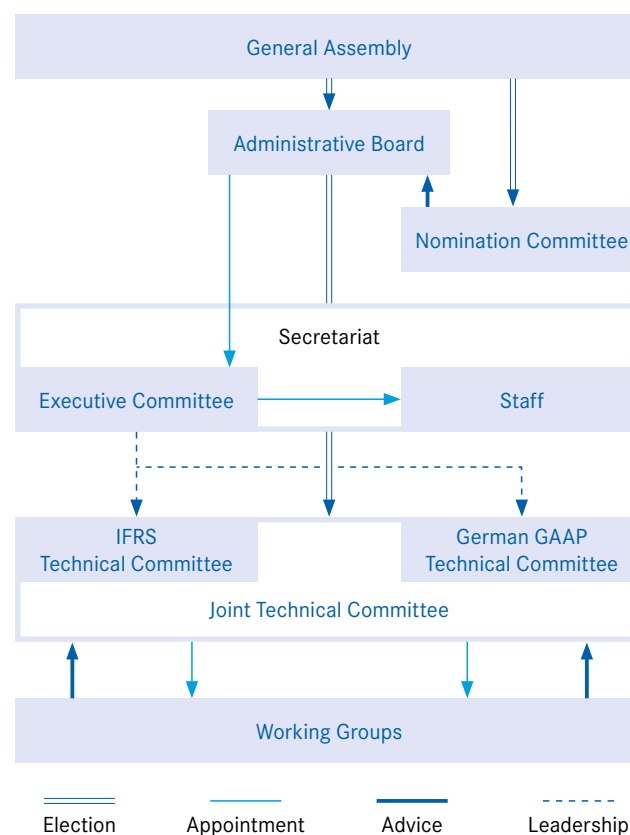 General Assembly
Administrative Board
Nomination Committee
Secretariat
Executive Committee
Staff
IFRS
Technical Committee
German GAAP
Technical Committee
Joint Technical Committee
Working Groups
Election
Appointment
Advice
Leadership